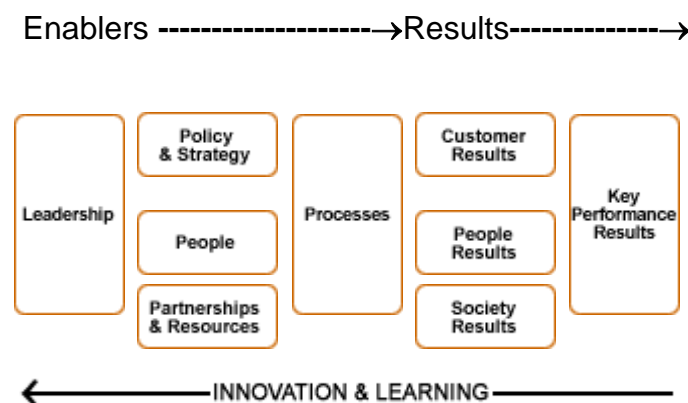 Enablers --------------------→Results--------------→
Policy
& Strategy
Customer
Results
Leadership
People
Processes
People
Results
Key
Performance
Results
Partnerships
& Resources
Society
Results
INNOVATION & LEARNING